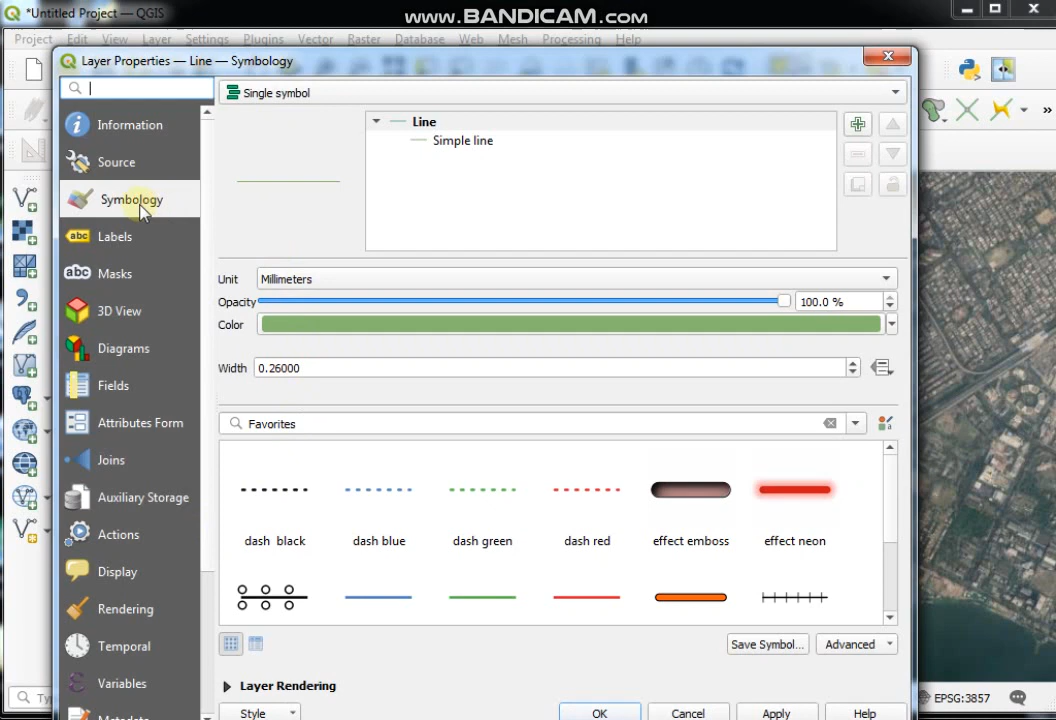 *Untitled Project — QGIS
www.BANDICAM.com
Project Edit View Layer Settings Plugins Vector Raster Database Web Mesh Processing Help
Layer Properties — Line — Symbology
Single symbol
Information
Source
Symbology
Labels
Masks
3D View
Diagrams
Fields
Attributes Form
Joins
Auxiliary Storage
Actions
Display
Rendering
Temporal
Variables
Line
Simple line
Unit Millimeters
Opacity 100.0 %
Color
Width 0.26000
Favorites
dash  black dash blue dash green dash red effect emboss effect neon
Save Symbol... Advanced
Layer Rendering
Style OK Cancel Apply Help
EPSG:3857